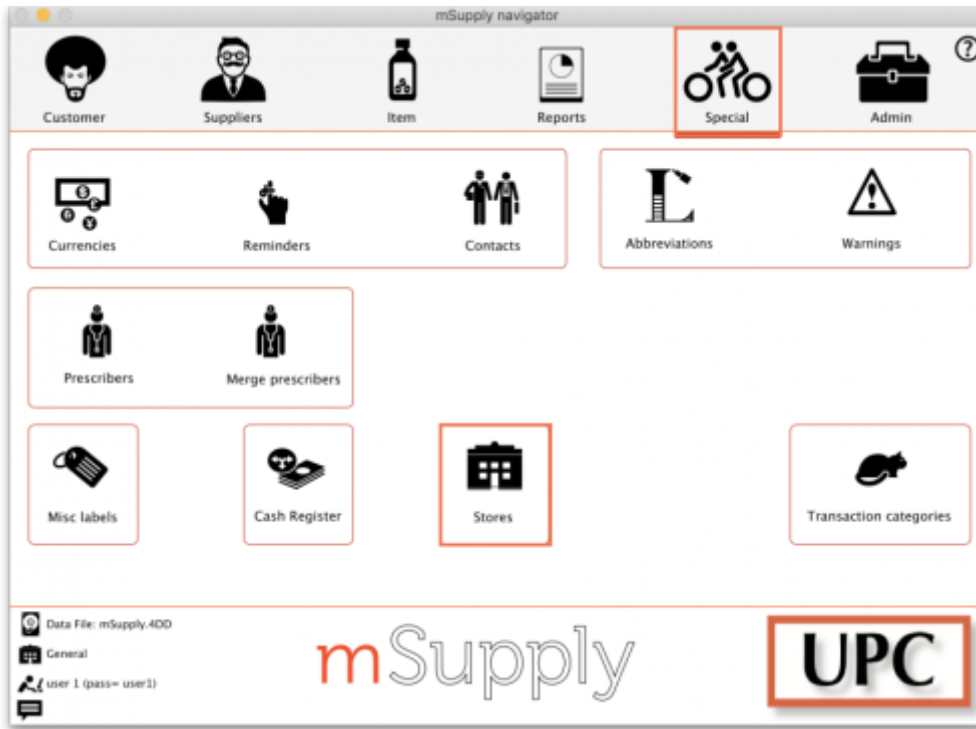 mSupply navigator
Customer
Suppliers
Item
Reports
Special
Admin
?
Currencies
Reminders
Contacts
Abbreviations
Warnings
Prescribers
Merge prescribers
Misc labels
Cash Register
Stores
Transaction categories
Data File: mSupply.4DD
General
user 1 (pass= user1)
mSupply
UPC